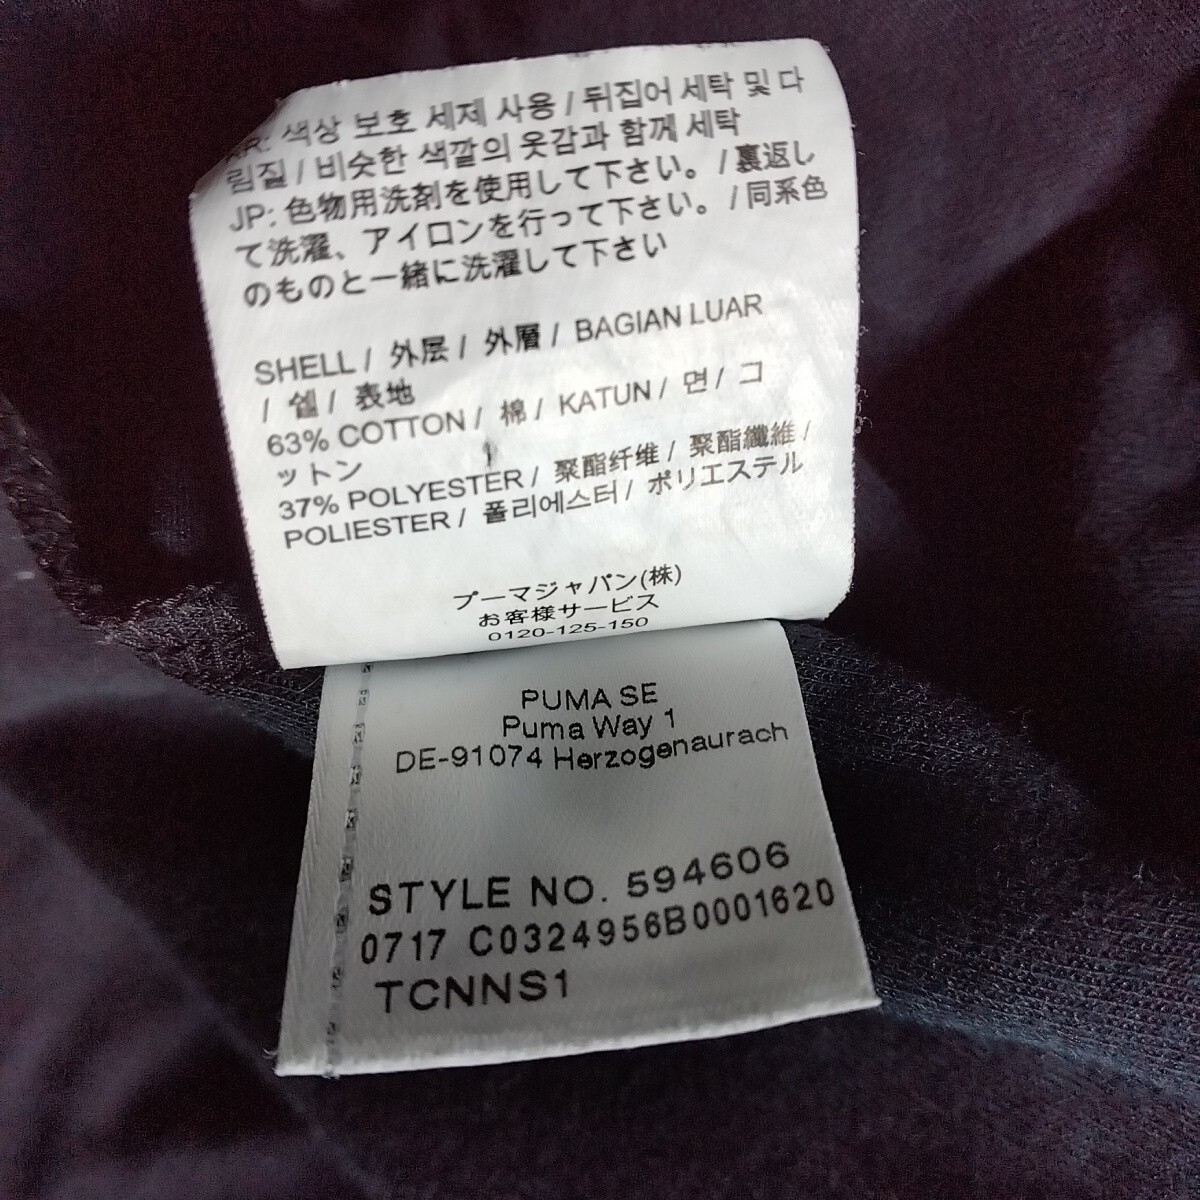 KR: 색상 보호 세제 사용 / 뒤집어 세탁 및 다
림질 / 비슷한 색깔의 옷감과 함께 세탁
JP: 色物用洗剤を使用して下さい。/ 裏返し
て洗濯、アイロンを行って下さい。/ 同系色
のものと一緒に洗濯して下さい
SHELL / 外层 / 外層 / BAGIAN LUAR
/ 쉘 / 表地
63% COTTON / 棉 / KATUN / 면 / コ
ットン
37% POLYESTER / 聚酯纤维 / 聚酯纖維 /
POLIESTER / 폴리에스터 / ポリエステル
プーマジャパン(株)
お客様サービス
0120-125-150
PUMA SE
Puma Way 1
DE-91074 Herzogenaurach
STYLE NO. 594606
0717 C0324956B0001620
TCNNS1